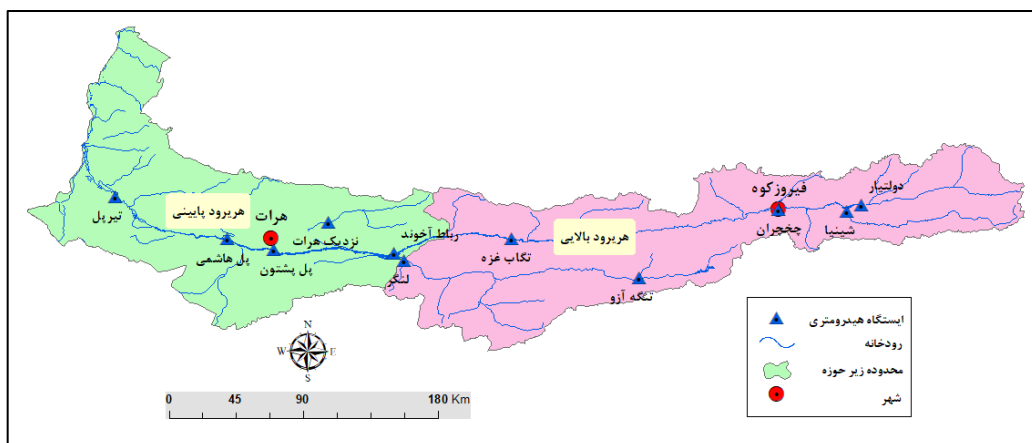 دولتیار
فیروزکوه
شینیا
چغچران
هریرود بالایی
تنگه آزو
تگاب غزه
رباط آخوند
لنگر
نزدیک هرات
هرات
پل پشتون
هریرود پایینی
پل هاشمی
تیرپل
N
W E
S
0 45 90 180 Km
ایستگاه هیدرومتری
رودخانه
محدوده زیر حوزه
شهر